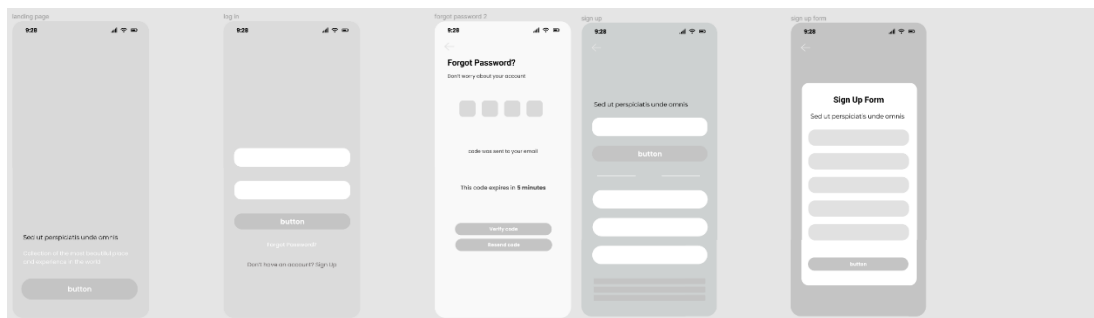 landing page
9:28
Sed ut perspiciatis unde omnis
button
log in
9:28
button
Forgot Password?
Don't have an account? Sign Up
forgot password 3
9:28
Forgot Password?
Don't worry about your account
code was sent to your email
This code expires in 5 minutes
Verify code
Resend code
sign up
9:28
Sed ut perspiciatis unde omnis
button
sign up form
9:28
Sign Up Form
Sed ut perspiciatis unde omnis
button